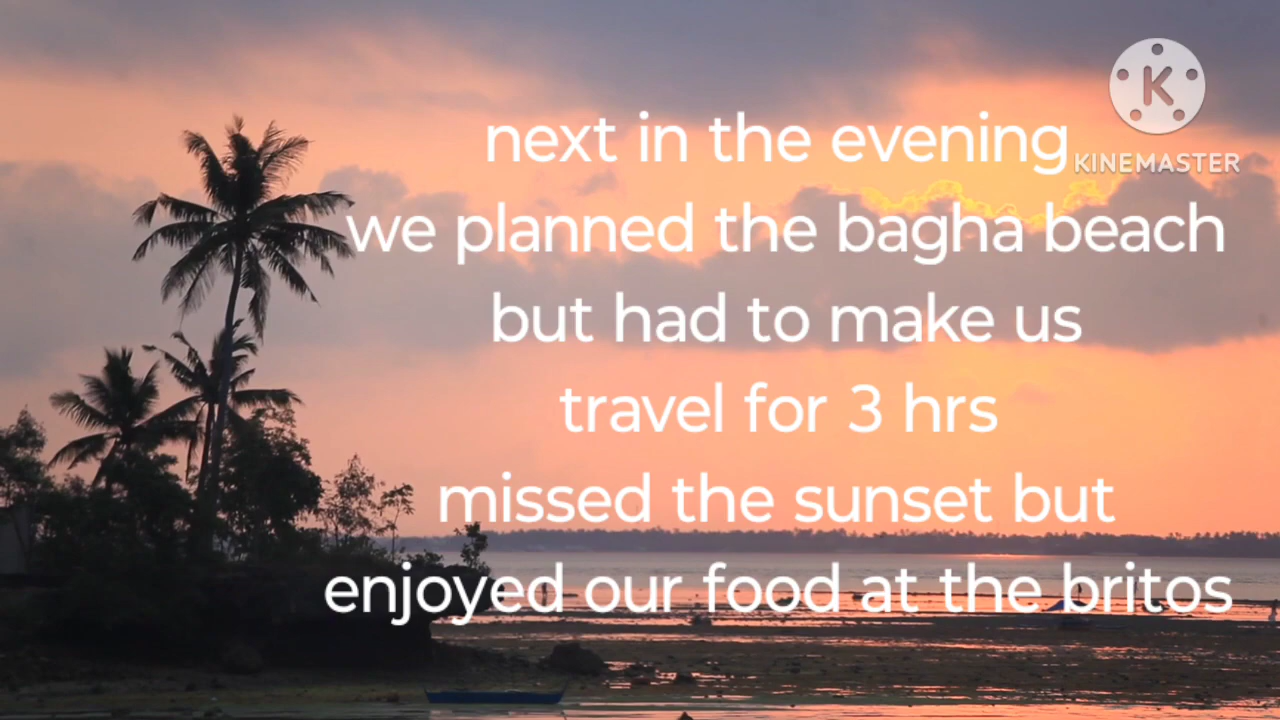 next in the evening
KINEMASTER
we planned the bagha beach
but had to make us
travel for 3 hrs
missed the sunset but
enjoyed our food at the britos